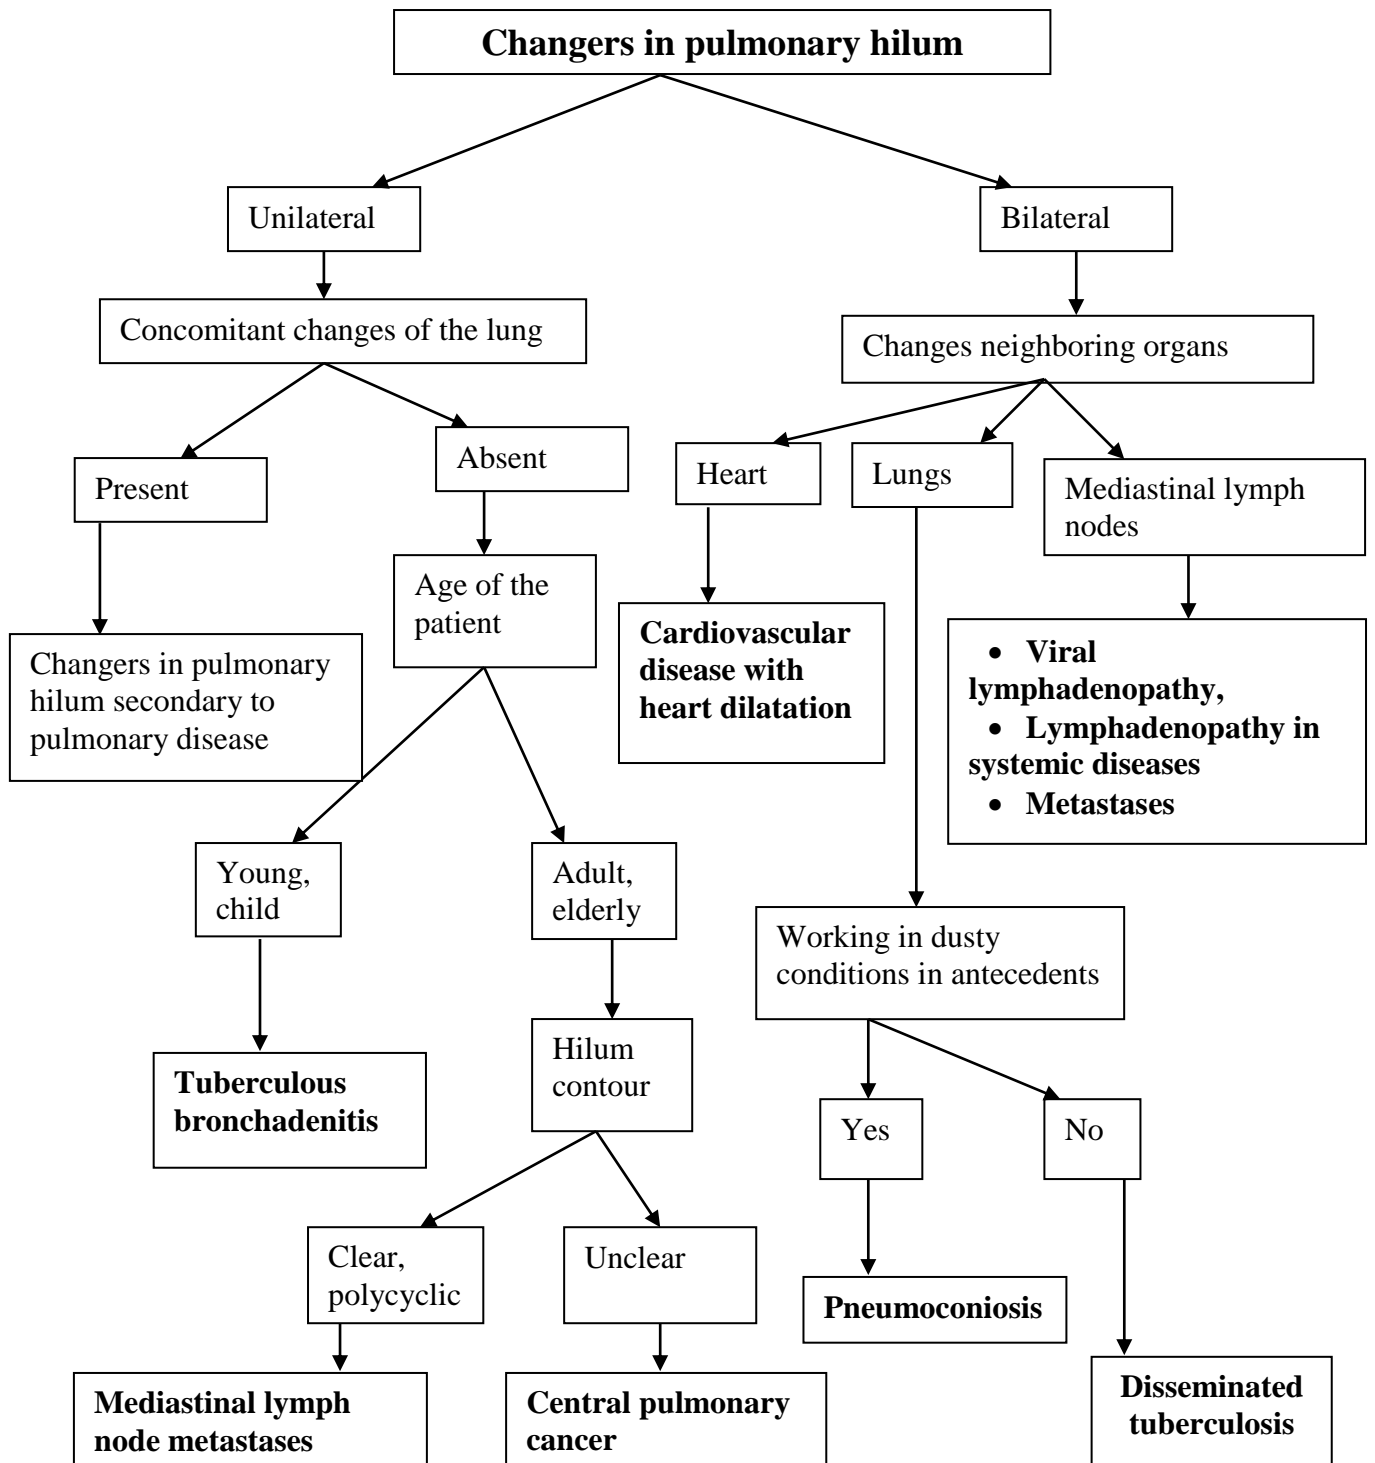 Changers in pulmonary hilum
Unilateral
Bilateral
Concomitant changes of the lung
Changes neighboring organs
Present
Absent
Heart
Lungs
Mediastinal lymph
nodes
Age of the
patient
Changers in pulmonary
hilum secondary to
pulmonary disease
Cardiovascular
disease with
heart dilatation
• Viral
lymphadenopathy,
• Lymphadenopathy in
systemic diseases
• Metastases
Young,
child
Adult,
elderly
Working in dusty
conditions in antecedents
Tuberculous
bronchadenitis
Hilum
contour
Yes
No
Clear,
polycyclic
Unclear
Pneumoconiosis
Mediastinal lymph
node metastases
Central pulmonary
cancer
Disseminated
tuberculosis